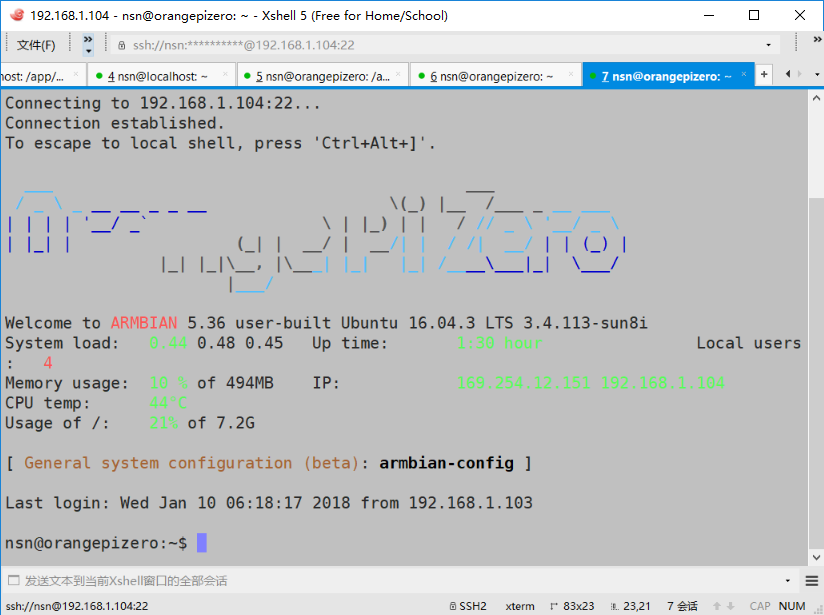 192.168.1.104 - nsn@orangepizero: ~ - Xshell 5 (Free for Home/School)
文件(F)
ssh://nsn:**********@192.168.1.104:22
host: /app/...
4 nsn@localhost: ~
5 nsn@orangepizero: /a...
6 nsn@orangepizero: ~
7 nsn@orangepizero: ~
Connecting to 192.168.1.104:22...
Connection established.
To escape to local shell, press 'Ctrl+Alt+]'.
Welcome to ARMBIAN 5.36 user-built Ubuntu 16.04.3 LTS 3.4.113-sun8i
System load: 0.44 0.48 0.45 Up time: 1:30 hour Local users
: 4
Memory usage: 10 % of 494MB IP: 169.254.12.151 192.168.1.104
CPU temp: 44°C
Usage of /: 21% of 7.2G
[ General system configuration (beta): armbian-config ]
Last login: Wed Jan 10 06:18:17 2018 from 192.168.1.103
nsn@orangepizero:~$
发送文本到当前Xshell窗口的全部会话
ssh://nsn@192.168.1.104:22
SSH2
xterm
83x23
23,21
7 会话
CAP
NUM